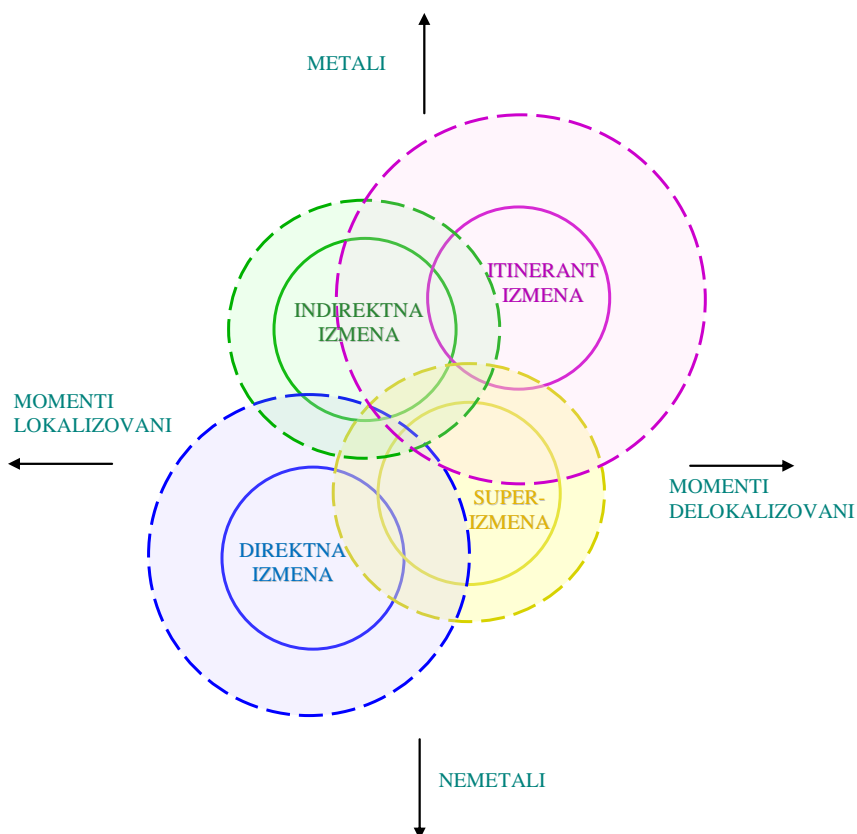 METALI
ITINERANT
IZMENA
INDIREKTNA
IZMENA
MOMENTI
LOKALIZOVANI
MOMENTI
DELOKALIZOVANI
SUPER-
IZMENA
DIREKTNA
IZMENA
NEMETALI